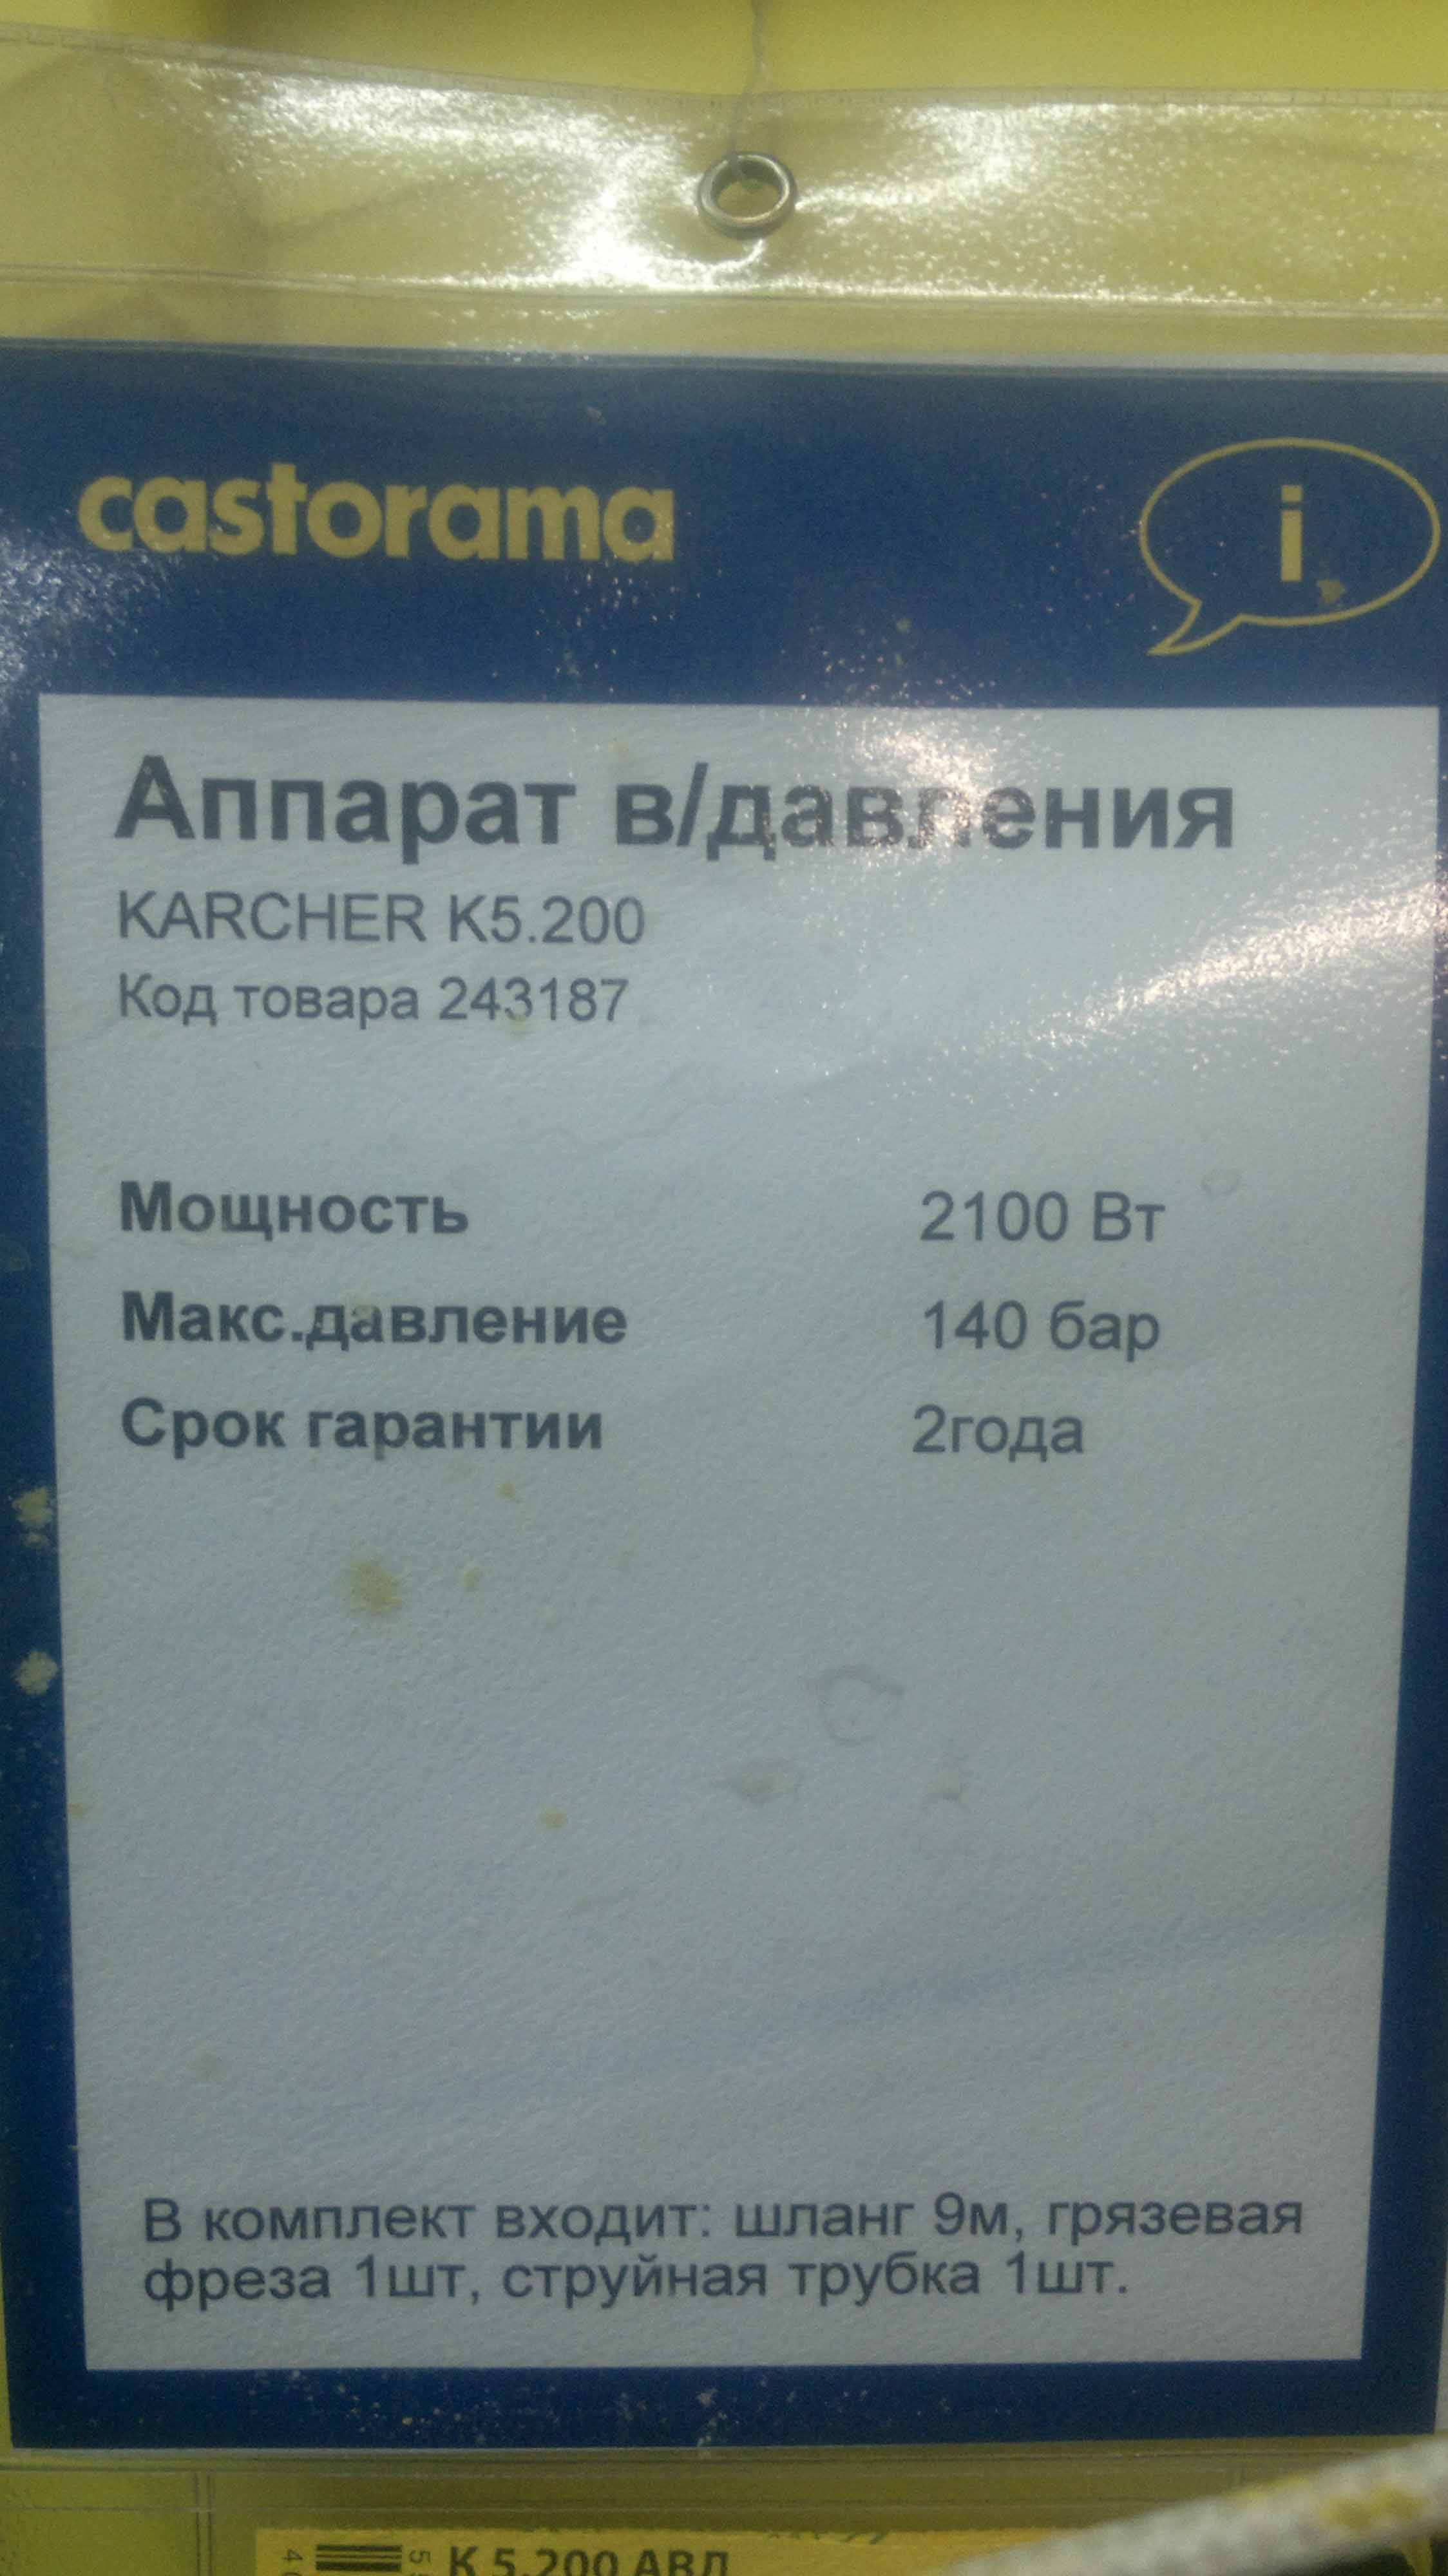 castorama
i
Аппарат в/давления
KARCHER K5.200
Код товара 243187
Мощность 2100 Вт
Макс.давление 140 бар
Срок гарантии 2года
В комплект входит: шланг 9м, грязевая
фреза 1шт, струйная трубка 1шт.
К 5.200 АВД